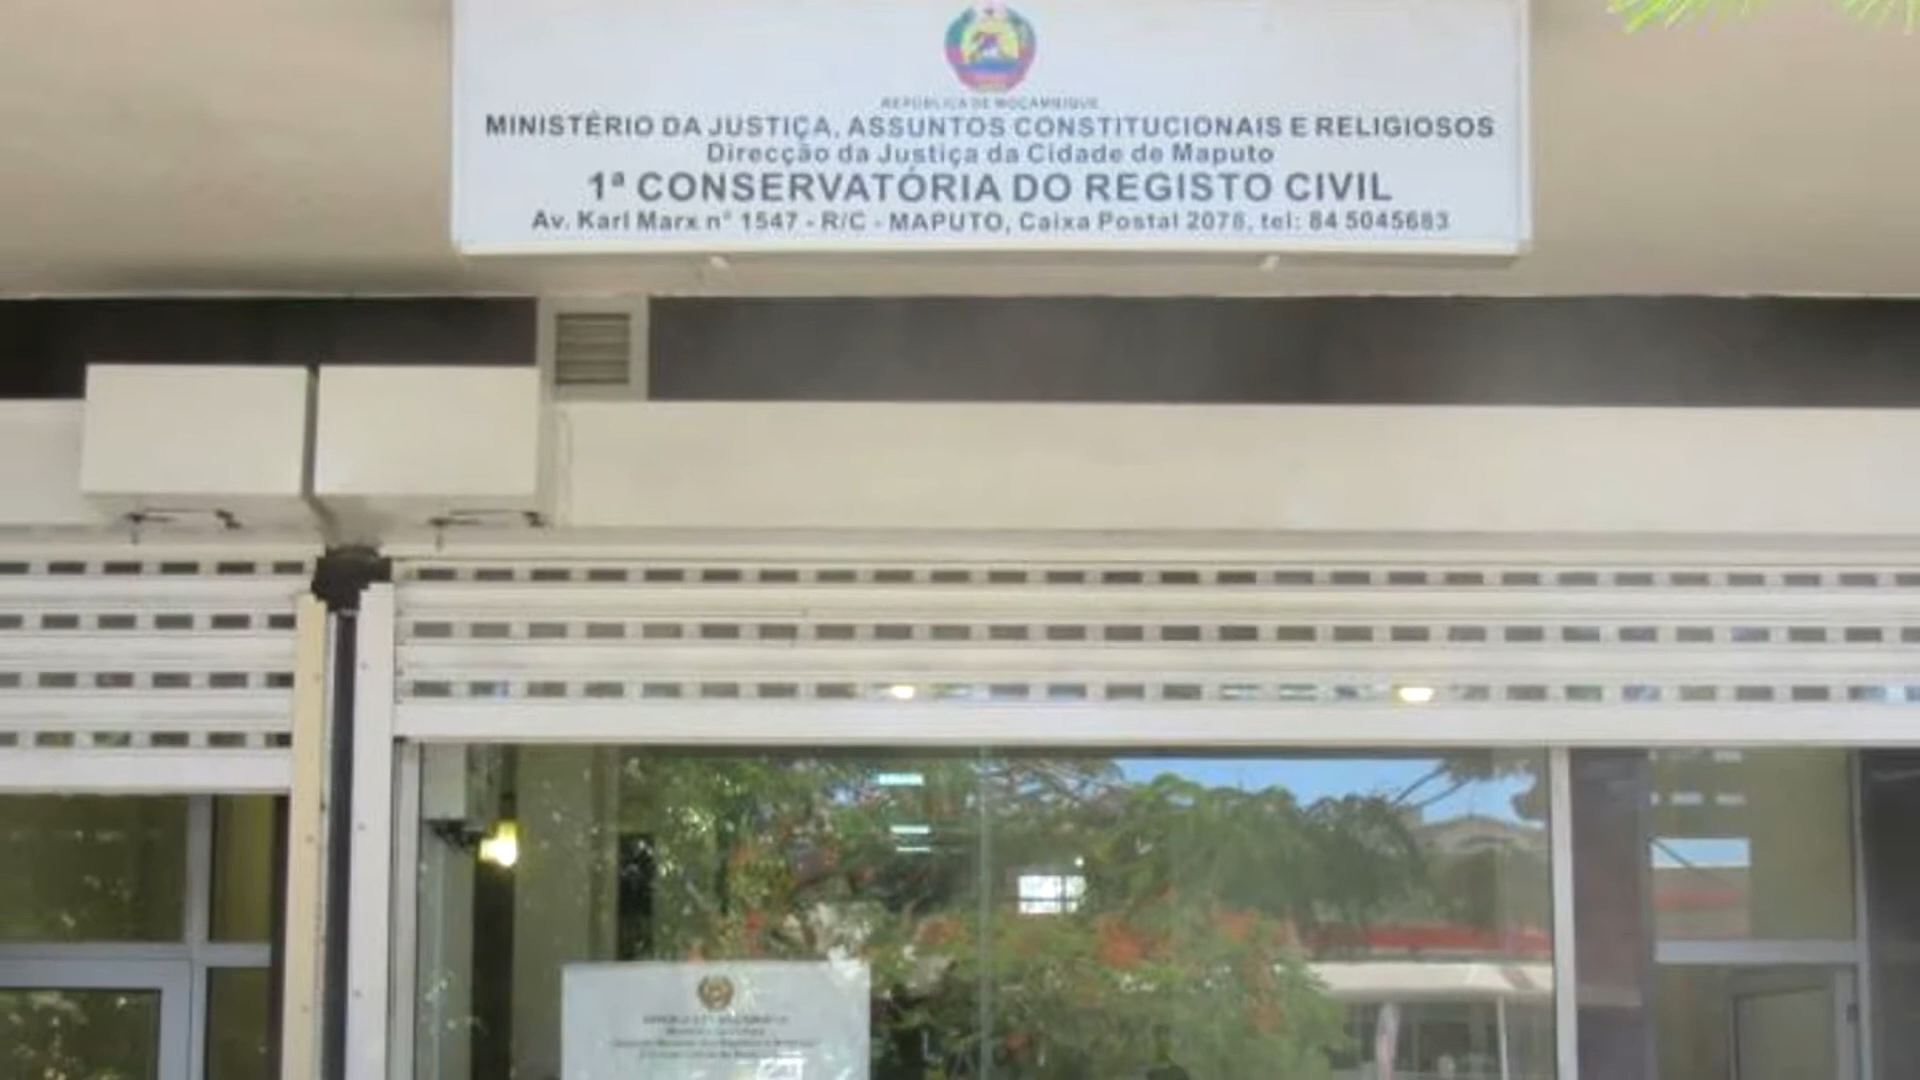 REPÚBLICA DE MOÇAMBIQUE
MINISTÉRIO DA JUSTIÇA, ASSUNTOS CONSTITUCIONAIS E RELIGIOSOS
Direcção da Justiça da Cidade de Maputo
1ª CONSERVATÓRIA DO REGISTO CIVIL
Av. Karl Marx nº 1547 - R/C - MAPUTO, Caixa Postal 2078, tel: 84 5045683